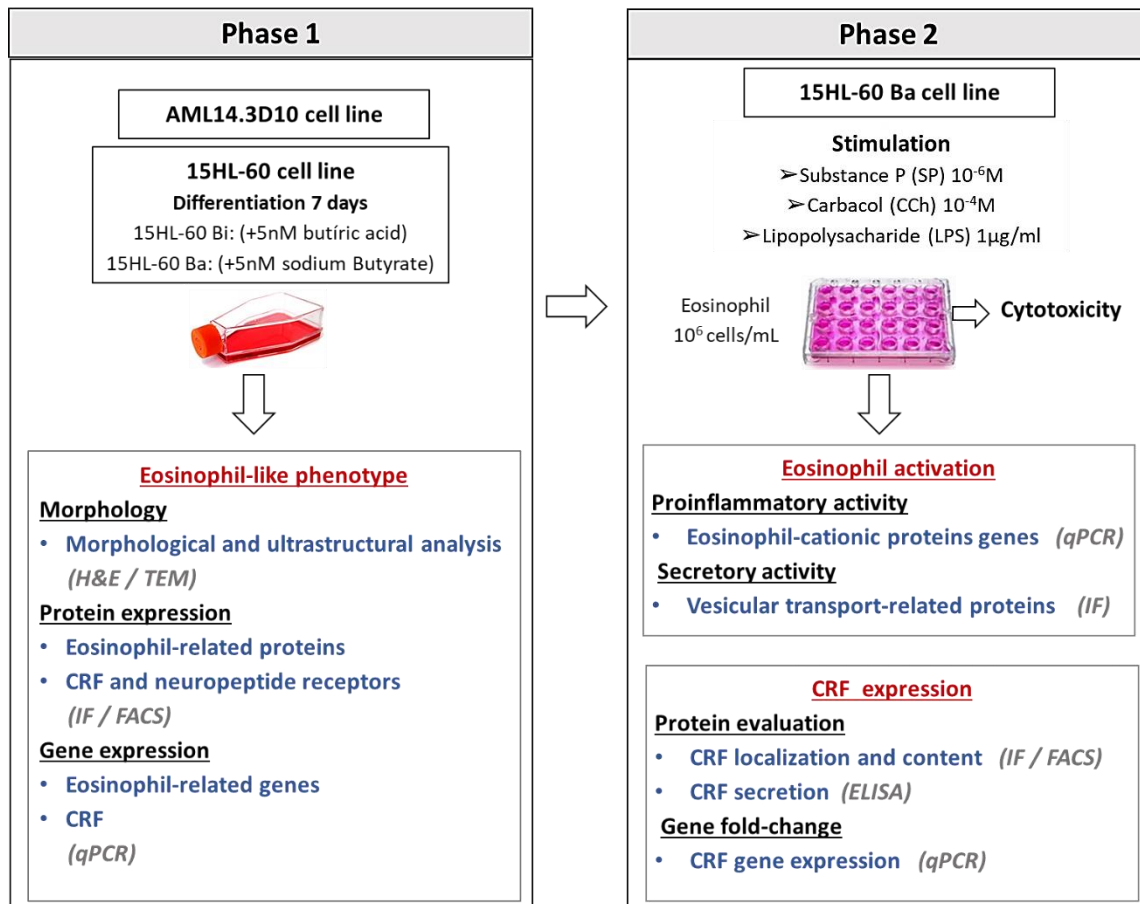 Phase 1
AML14.3D10 cell line
15HL-60 cell line
Differentiation 7 days
15HL-60 Bi: (+5nM butíric acid)
15HL-60 Ba: (+5nM sodium Butyrate)
Eosinophil-like phenotype
Morphology
• Morphological and ultrastructural analysis
(H&E / TEM)
Protein expression
• Eosinophil-related proteins
• CRF and neuropeptide receptors
(IF / FACS)
Gene expression
• Eosinophil-related genes
• CRF
(qPCR)
Phase 2
15HL-60 Ba cell line
Stimulation
➢Substance P (SP) 10⁻⁶M
➢Carbacol (CCh) 10⁻⁴M
➢Lipopolysacharide (LPS) 1µg/ml
Eosinophil
10⁶ cells/mL
Cytotoxicity
Eosinophil activation
Proinflammatory activity
• Eosinophil-cationic proteins genes (qPCR)
Secretory activity
• Vesicular transport-related proteins (IF)
CRF expression
Protein evaluation
• CRF localization and content (IF / FACS)
• CRF secretion (ELISA)
Gene fold-change
• CRF gene expression (qPCR)